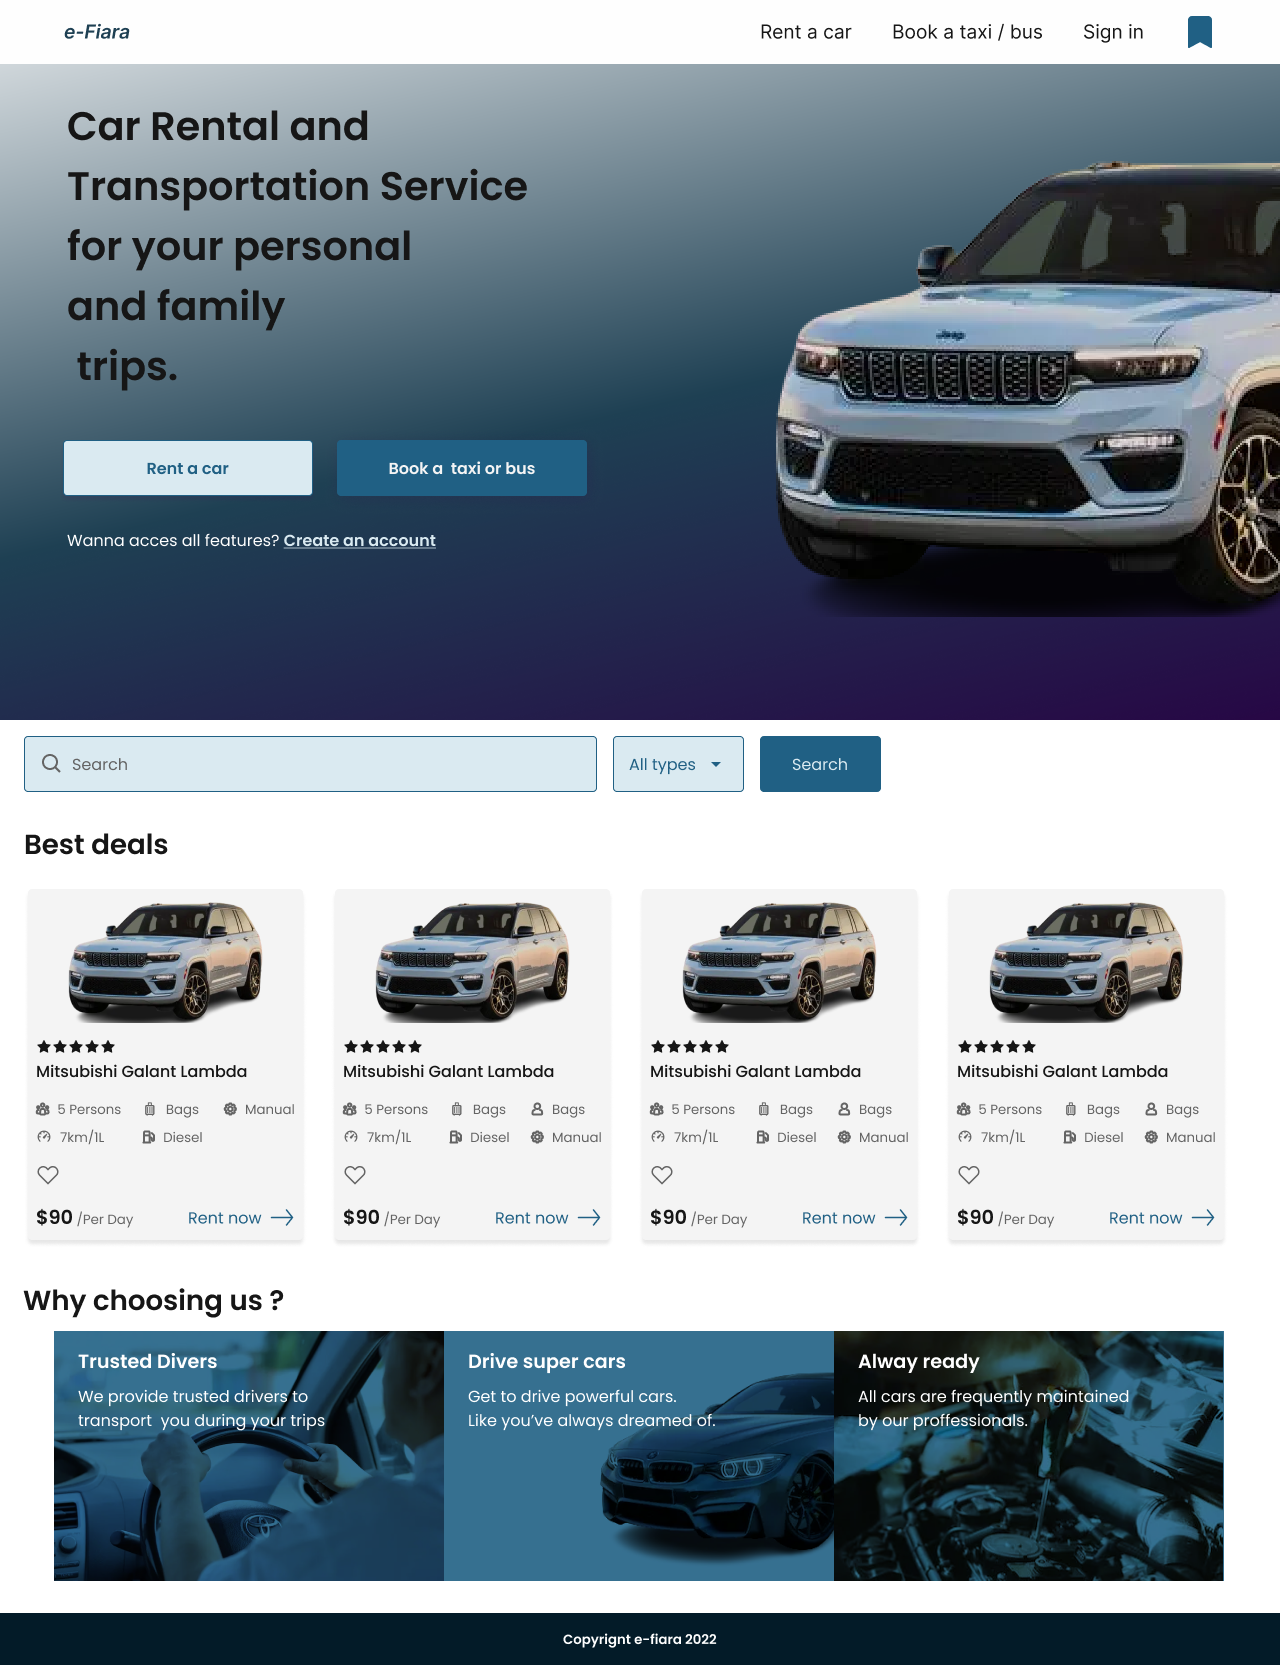 e-Fiara
Rent a car
Book a taxi / bus
Sign in
Car Rental and
Transportation Service
for your personal
and family
trips.
Jeep
Rent a car
Book a  taxi or bus
Wanna acces all features? Create an account
Search
All types
Search
Best deals
Mitsubishi Galant Lambda
5 Persons
Bags
Manual
7km/1L
Diesel
$90 /Per Day
Rent now
Mitsubishi Galant Lambda
5 Persons
Bags
Bags
7km/1L
Diesel
Manual
$90 /Per Day
Rent now
Mitsubishi Galant Lambda
5 Persons
Bags
Bags
7km/1L
Diesel
Manual
$90 /Per Day
Rent now
Mitsubishi Galant Lambda
5 Persons
Bags
Bags
7km/1L
Diesel
Manual
$90 /Per Day
Rent now
Why choosing us ?
Trusted Divers
We provide trusted drivers to
transport  you during your trips
Drive super cars
Get to drive powerful cars.
Like you’ve always dreamed of.
Alway ready
All cars are frequently maintained
by our proffessionals.
Copyrignt e-fiara 2022